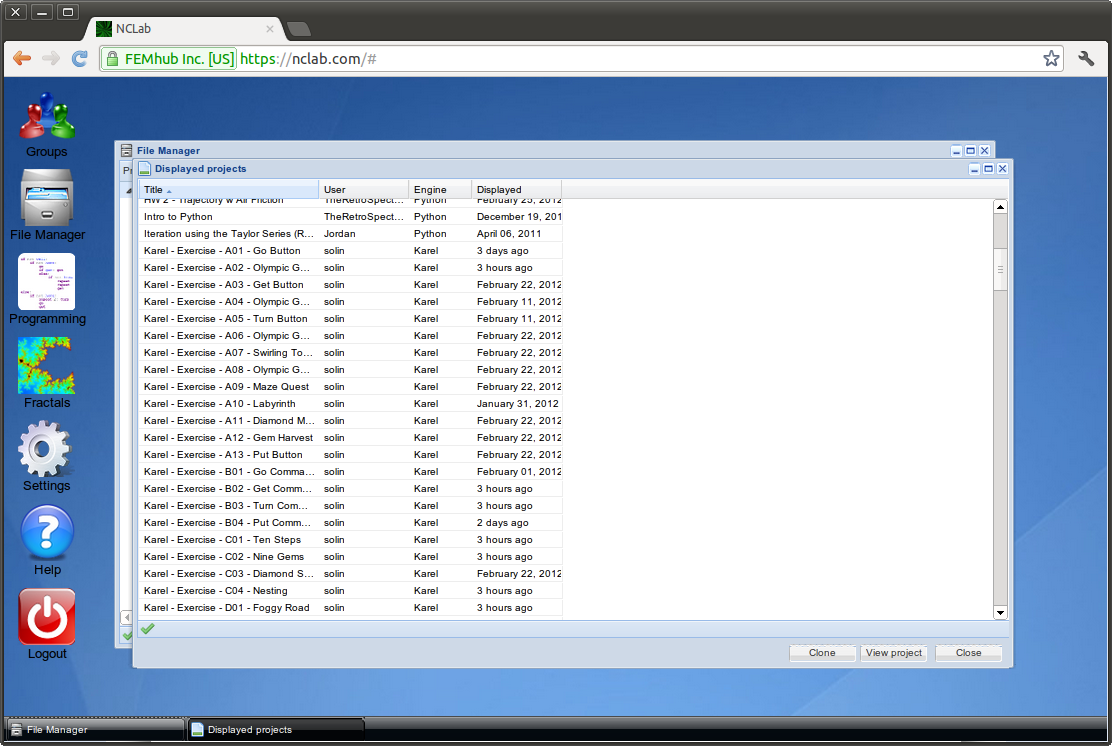 NCLab
FEMhub Inc. [US] https://nclab.com/#
Groups
File Manager
Programming
Fractals
Settings
Help
Logout
File Manager
Displayed projects
Title User Engine Displayed
HW 2 - Trajectory w Air Friction TheRetroSpect... Python February 25, 2012
Intro to Python TheRetroSpect... Python December 19, 201
Iteration using the Taylor Series (R... Jordan Python April 06, 2011
Karel - Exercise - A01 - Go Button solin Karel 3 days ago
Karel - Exercise - A02 - Olympic G... solin Karel 3 hours ago
Karel - Exercise - A03 - Get Button solin Karel February 22, 2012
Karel - Exercise - A04 - Olympic G... solin Karel February 11, 2012
Karel - Exercise - A05 - Turn Button solin Karel February 11, 2012
Karel - Exercise - A06 - Olympic G... solin Karel February 22, 2012
Karel - Exercise - A07 - Swirling To... solin Karel February 22, 2012
Karel - Exercise - A08 - Olympic G... solin Karel February 22, 2012
Karel - Exercise - A09 - Maze Quest solin Karel February 22, 2012
Karel - Exercise - A10 - Labyrinth solin Karel January 31, 2012
Karel - Exercise - A11 - Diamond M... solin Karel February 22, 2012
Karel - Exercise - A12 - Gem Harvest solin Karel February 22, 2012
Karel - Exercise - A13 - Put Button solin Karel February 22, 2012
Karel - Exercise - B01 - Go Comma... solin Karel February 01, 2012
Karel - Exercise - B02 - Get Comm... solin Karel 3 hours ago
Karel - Exercise - B03 - Turn Com... solin Karel 3 hours ago
Karel - Exercise - B04 - Put Comm... solin Karel 2 days ago
Karel - Exercise - C01 - Ten Steps solin Karel 3 hours ago
Karel - Exercise - C02 - Nine Gems solin Karel 3 hours ago
Karel - Exercise - C03 - Diamond S... solin Karel February 22, 2012
Karel - Exercise - C04 - Nesting solin Karel 3 hours ago
Karel - Exercise - D01 - Foggy Road solin Karel 3 hours ago
Clone View project Close
File Manager Displayed projects